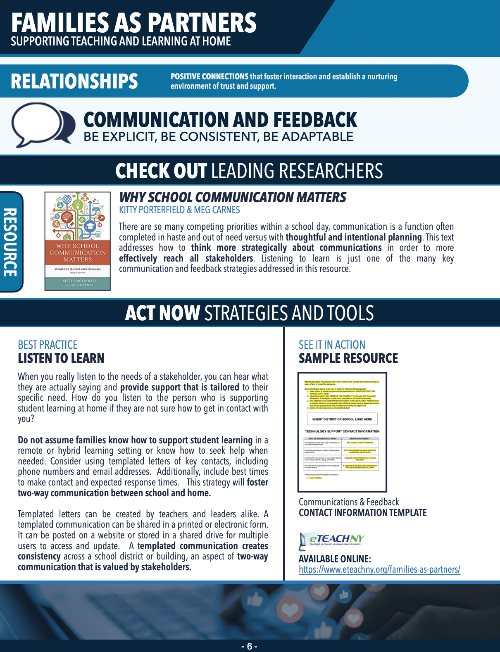 FAMILIES AS PARTNERS
SUPPORTING TEACHING AND LEARNING AT HOME
RELATIONSHIPS
POSITIVE CONNECTIONS that foster interaction and establish a nurturing
environment of trust and support.
COMMUNICATION AND FEEDBACK
BE EXPLICIT, BE CONSISTENT, BE ADAPTABLE
CHECK OUT LEADING RESEARCHERS
RESOURCE
WHY SCHOOL
COMMUNICATION
MATTERS
WHY SCHOOL COMMUNICATION MATTERS
KITTY PORTERFIELD & MEG CARNES
There are so many competing priorities within a school day, communication is a function often
completed in haste and out of need versus with thoughtful and intentional planning. This text
addresses how to think more strategically about communications in order to more
effectively reach all stakeholders. Listening to learn is just one of the many key
communication and feedback strategies addressed in this resource.
ACT NOW STRATEGIES AND TOOLS
BEST PRACTICE
LISTEN TO LEARN
When you really listen to the needs of a stakeholder, you can hear what
they are actually saying and provide support that is tailored to their
specific need. How do you listen to the person who is supporting
student learning at home if they are not sure how to get in contact with
you?
Do not assume families know how to support student learning in a
remote or hybrid learning setting or know how to seek help when
needed. Consider using templated letters of key contacts, including
phone numbers and email addresses. Additionally, include best times
to make contact and expected response times. This strategy will foster
two-way communication between school and home.
Templated letters can be created by teachers and leaders alike. A
templated communication can be shared in a printed or electronic form.
It can be posted on a website or stored in a shared drive for multiple
users to access and update. A templated communication creates
consistency across a school district or building, an aspect of two-way
communication that is valued by stakeholders.
SEE IT IN ACTION
SAMPLE RESOURCE
INSERT DISTRICT OR SCHOOL LOGO HERE
TECHNOLOGY SUPPORT CONTACT INFORMATION
Communications & Feedback
CONTACT INFORMATION TEMPLATE
eTEACHNY
AVAILABLE ONLINE:
https://www.eteachny.org/families-as-partners/
- 6 -